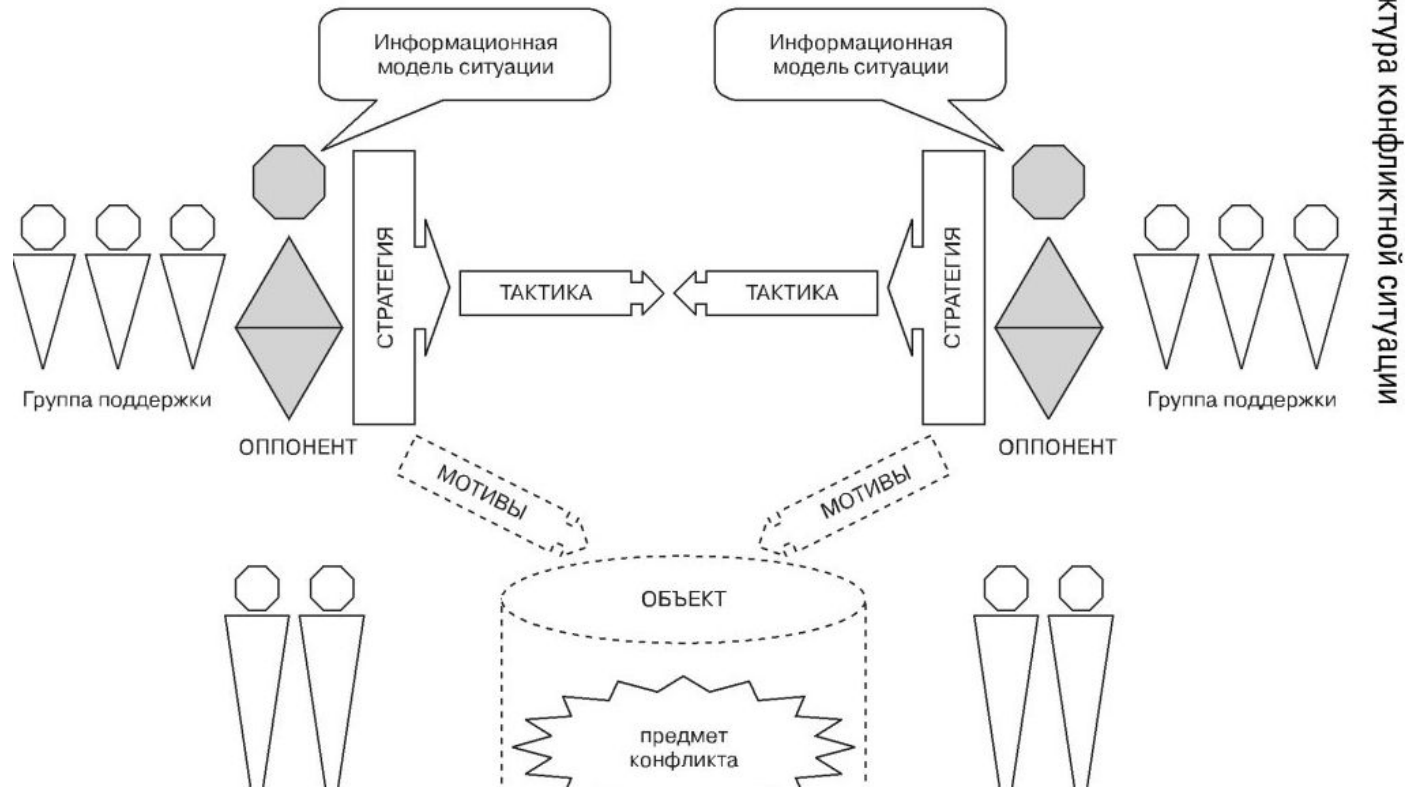 Информационная
модель ситуации
Информационная
модель ситуации
СТРАТЕГИЯ
ТАКТИКА
ТАКТИКА
СТРАТЕГИЯ
Группа поддержки
Группа поддержки
ОППОНЕНТ
ОППОНЕНТ
МОТИВЫ
МОТИВЫ
ОБЪЕКТ
предмет
конфликта
конфликтной ситуации